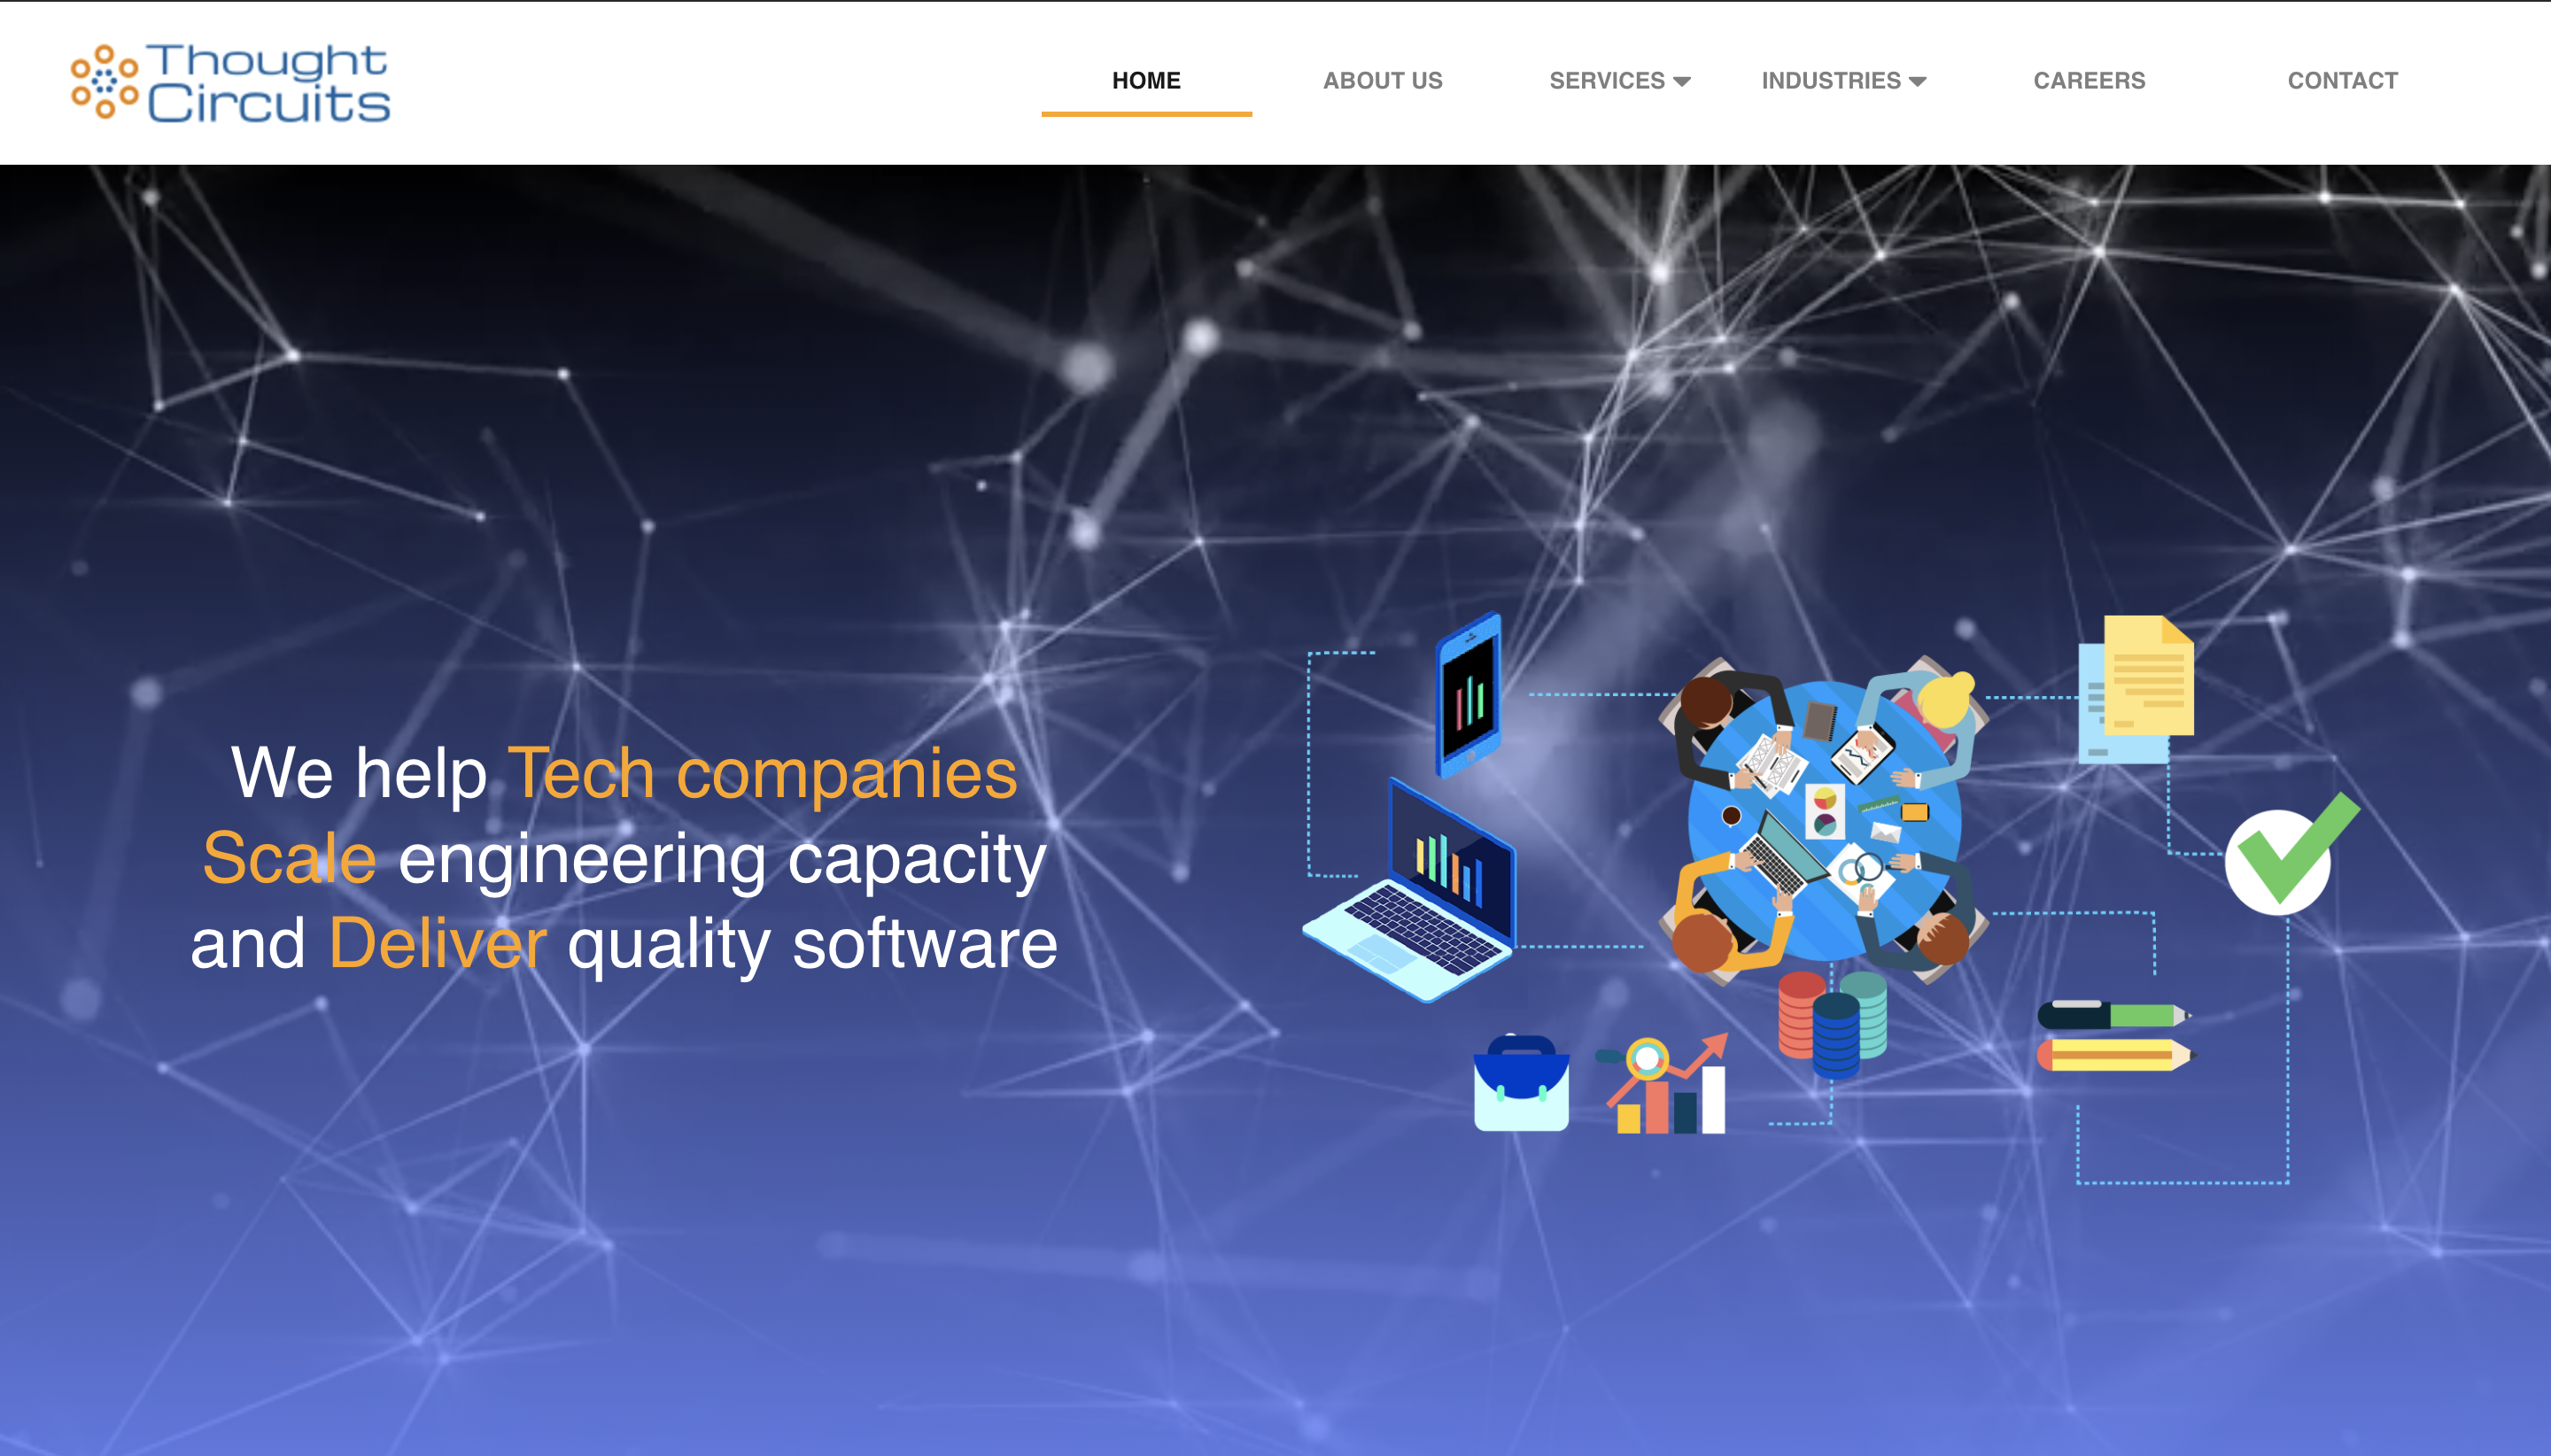 Thought
Circuits
HOME ABOUT US SERVICES INDUSTRIES CAREERS CONTACT
We help Tech companies
Scale engineering capacity
and Deliver quality software